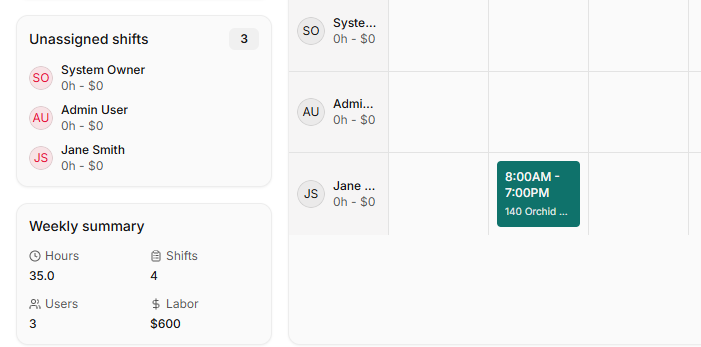 Unassigned shifts
3
SO
System Owner
0h - $0
AU
Admin User
0h - $0
JS
Jane Smith
0h - $0
Weekly summary
Hours
35.0
Shifts
4
Users
3
Labor
$600
SO
Syste...
0h - $0
AU
Admi...
0h - $0
JS
Jane ...
0h - $0
8:00AM -
7:00PM
140 Orchid ...